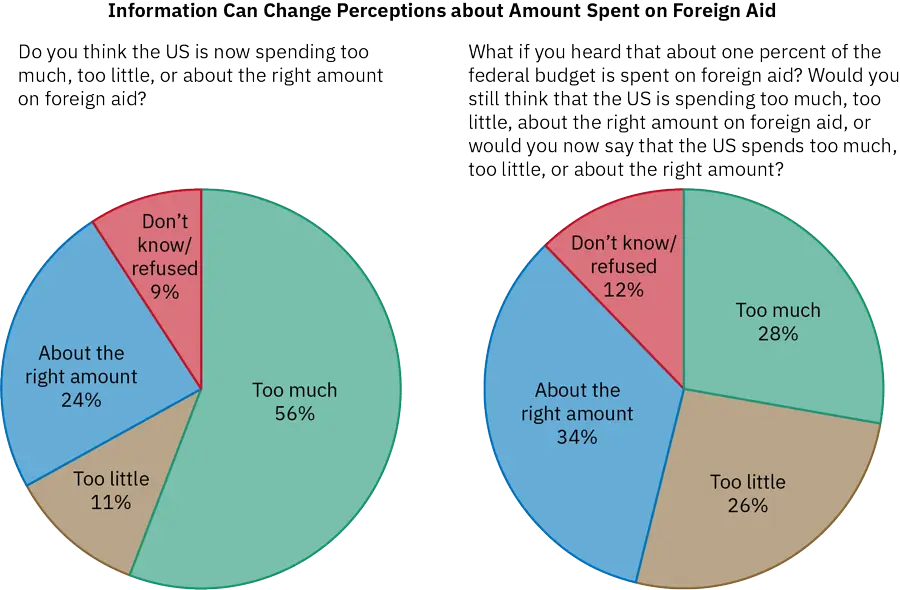 Information Can Change Perceptions about Amount Spent on Foreign Aid
Do you think the US is now spending too
much, too little, or about the right amount
on foreign aid?
What if you heard that about one percent of the
federal budget is spent on foreign aid? Would you
still think that the US is spending too much, too
little, about the right amount on foreign aid, or
would you now say that the US spends too much,
too little, or about the right amount?
Don’t
know/
refused
9%
About the
right amount
24%
Too much
56%
Too little
11%
Don’t know/
refused
12%
Too much
28%
About the
right amount
34%
Too little
26%